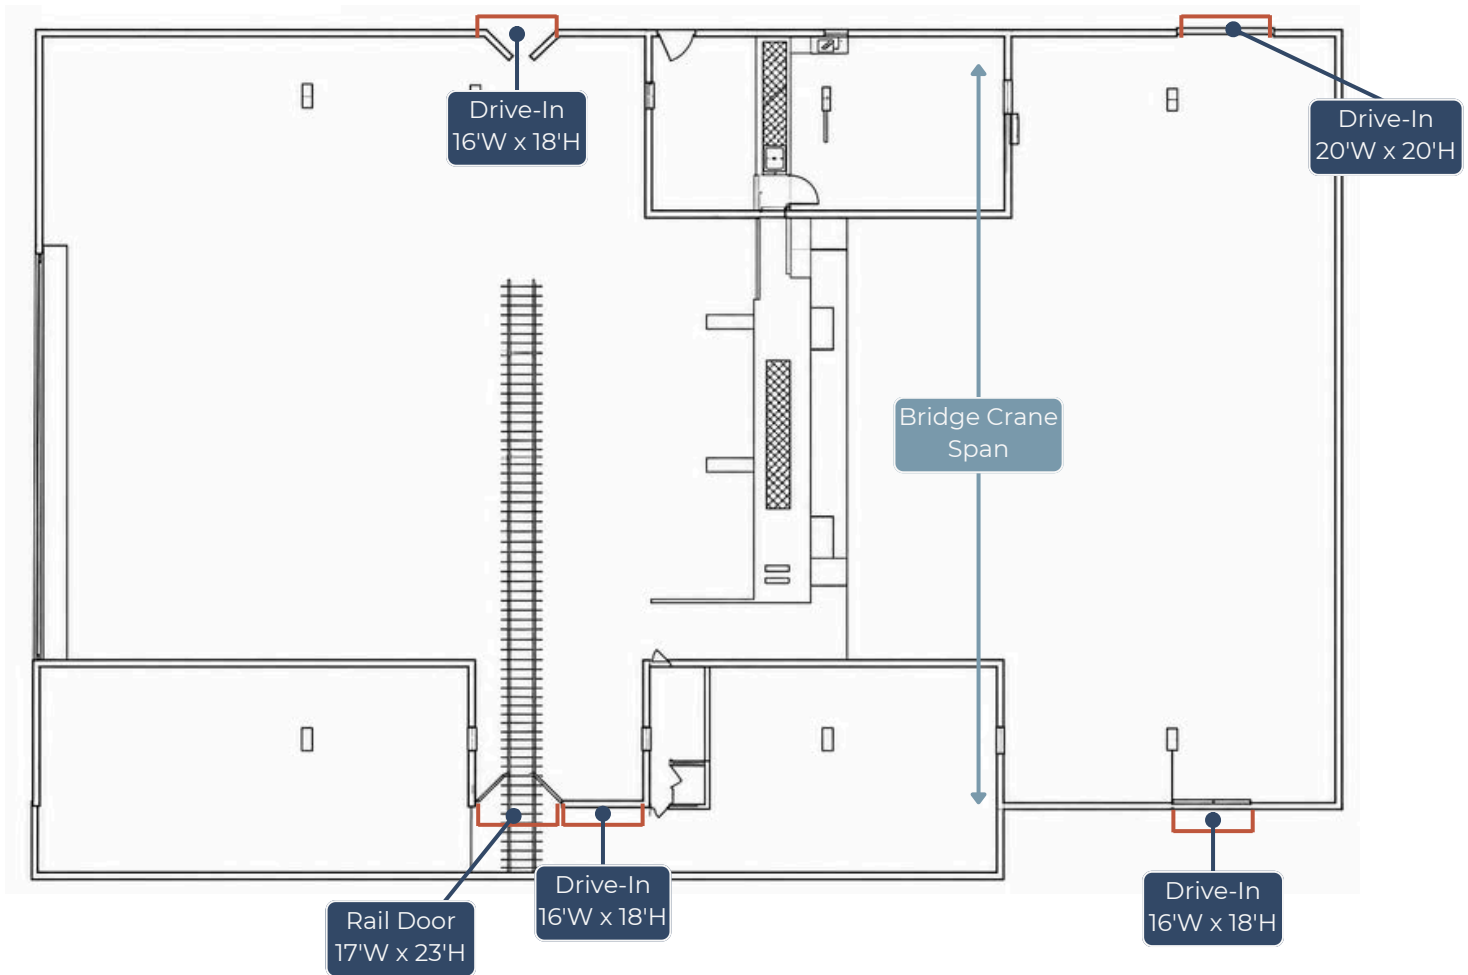 Drive-In
16'W x 18'H
Drive-In
20'W x 20'H
Bridge Crane
Span
Drive-In
16'W x 18'H
Rail Door
17'W x 23'H
Drive-In
16'W x 18'H